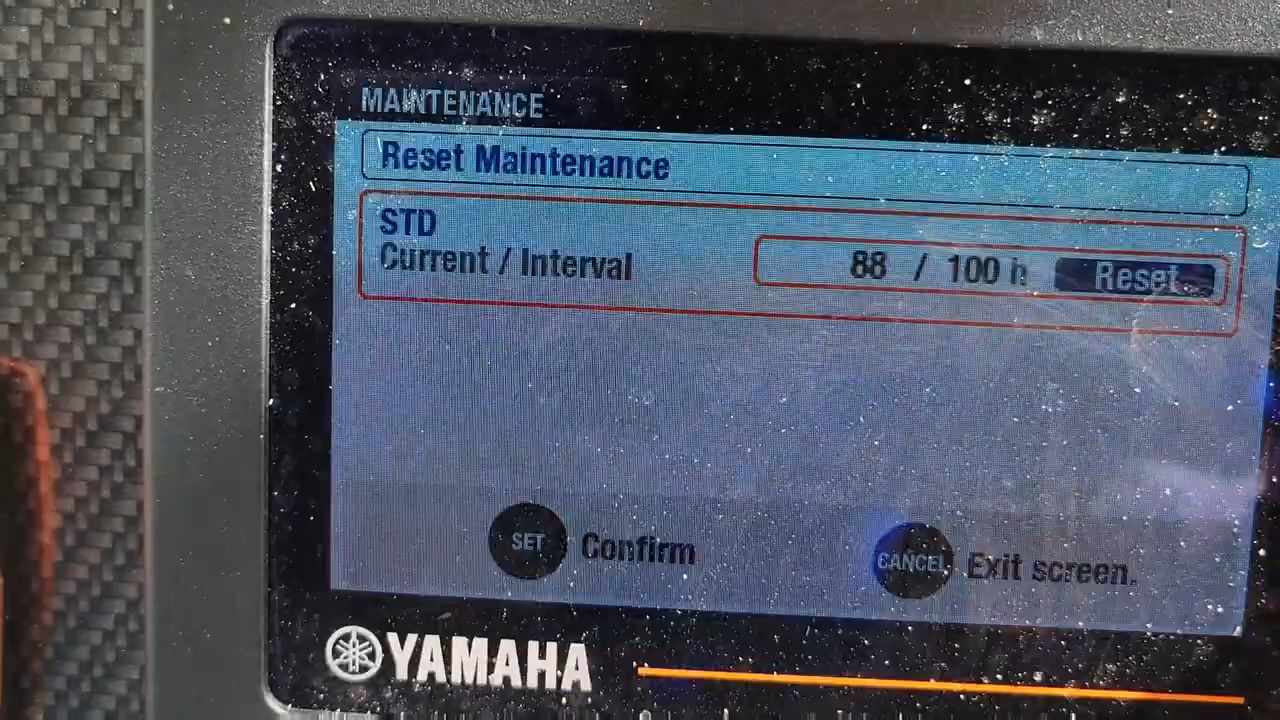 MAINTENANCE
Reset Maintenance
STD
Current / Interval 88 / 100 h Reset
SET Confirm CANCEL Exit screen.
YAMAHA